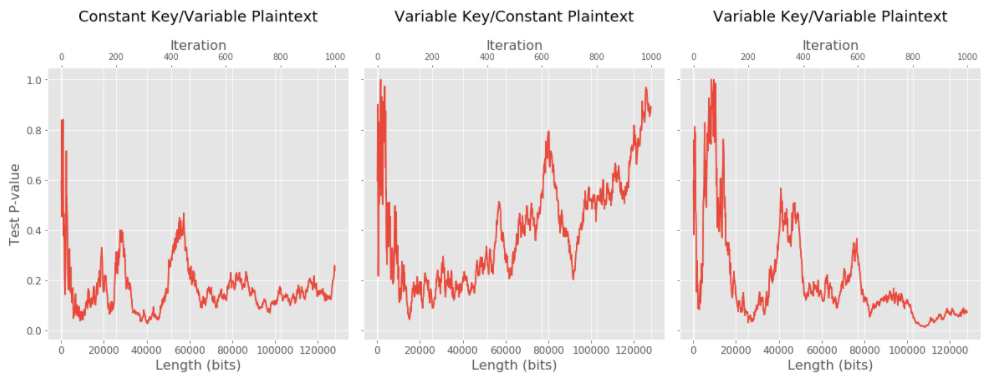 Constant Key/Variable Plaintext
Variable Key/Constant Plaintext
Variable Key/Variable Plaintext
Iteration
Iteration
Iteration
0 200 400 600 800 1000
0 200 400 600 800 1000
0 200 400 600 800 1000
1.0
0.8
0.6
0.4
0.2
0.0
Test P-value
0 20000 40000 60000 80000 100000 120000
0 20000 40000 60000 80000 100000 120000
0 20000 40000 60000 80000 100000 120000
Length (bits)
Length (bits)
Length (bits)